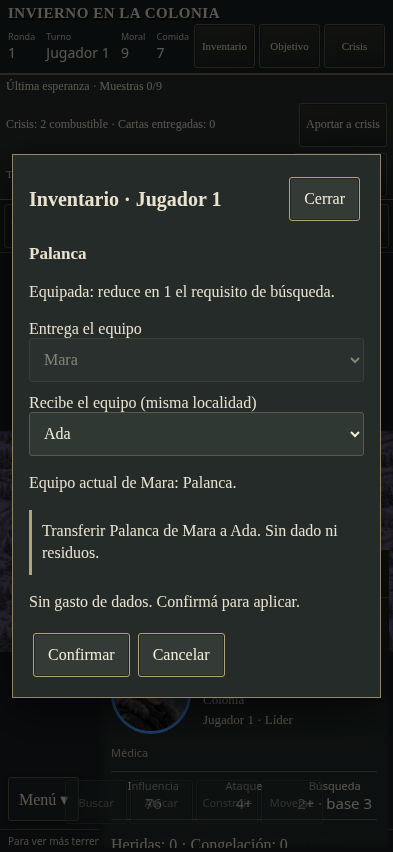 INVIERNO EN LA COLONIA
Ronda Turno Moral Comida
1 Jugador 1 9 7
Inventario Objetivo Crisis
Última esperanza · Muestras 0/9
Crisis: 2 combustible · Cartas entregadas: 0
Aportar a crisis
Inventario · Jugador 1
Cerrar
Palanca
Equipada: reduce en 1 el requisito de búsqueda.
Entrega el equipo
Mara
Recibe el equipo (misma localidad)
Ada
Equipo actual de Mara: Palanca.
Transferir Palanca de Mara a Ada. Sin dado ni
residuos.
Sin gasto de dados. Confirmá para aplicar.
Confirmar Cancelar
Colonia
Jugador 1 · Líder
Médica
Influencia Ataque Búsqueda
76 4+ 2+ · base 3
Menú ▾
Buscar
Para ver más terrer
Heridas: 0 · Congelación: 0